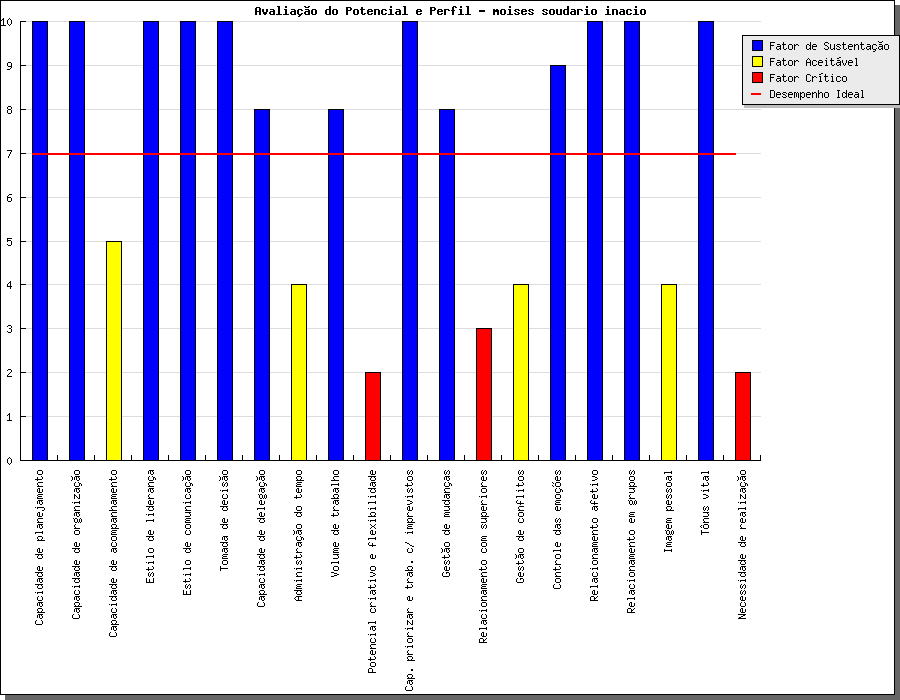 Avaliação do Potencial e Perfil - moises soudario inacio
10
9
8
7
6
5
4
3
2
1
0
Fator de Sustentação
Fator Aceitável
Fator Crítico
Desempenho Ideal
Capacidade de planejamento
Capacidade de organização
Capacidade de acompanhamento
Estilo de liderança
Estilo de comunicação
Tomada de decisão
Capacidade de delegação
Administração do tempo
Volume de trabalho
Potencial criativo e flexibilidade
Cap. priorizar e trab. c/ imprevistos
Gestão de mudanças
Relacionamento com superiores
Gestão de conflitos
Controle das emoções
Relacionamento afetivo
Relacionamento em grupos
Imagem pessoal
Tônus vital
Necessidade de realização